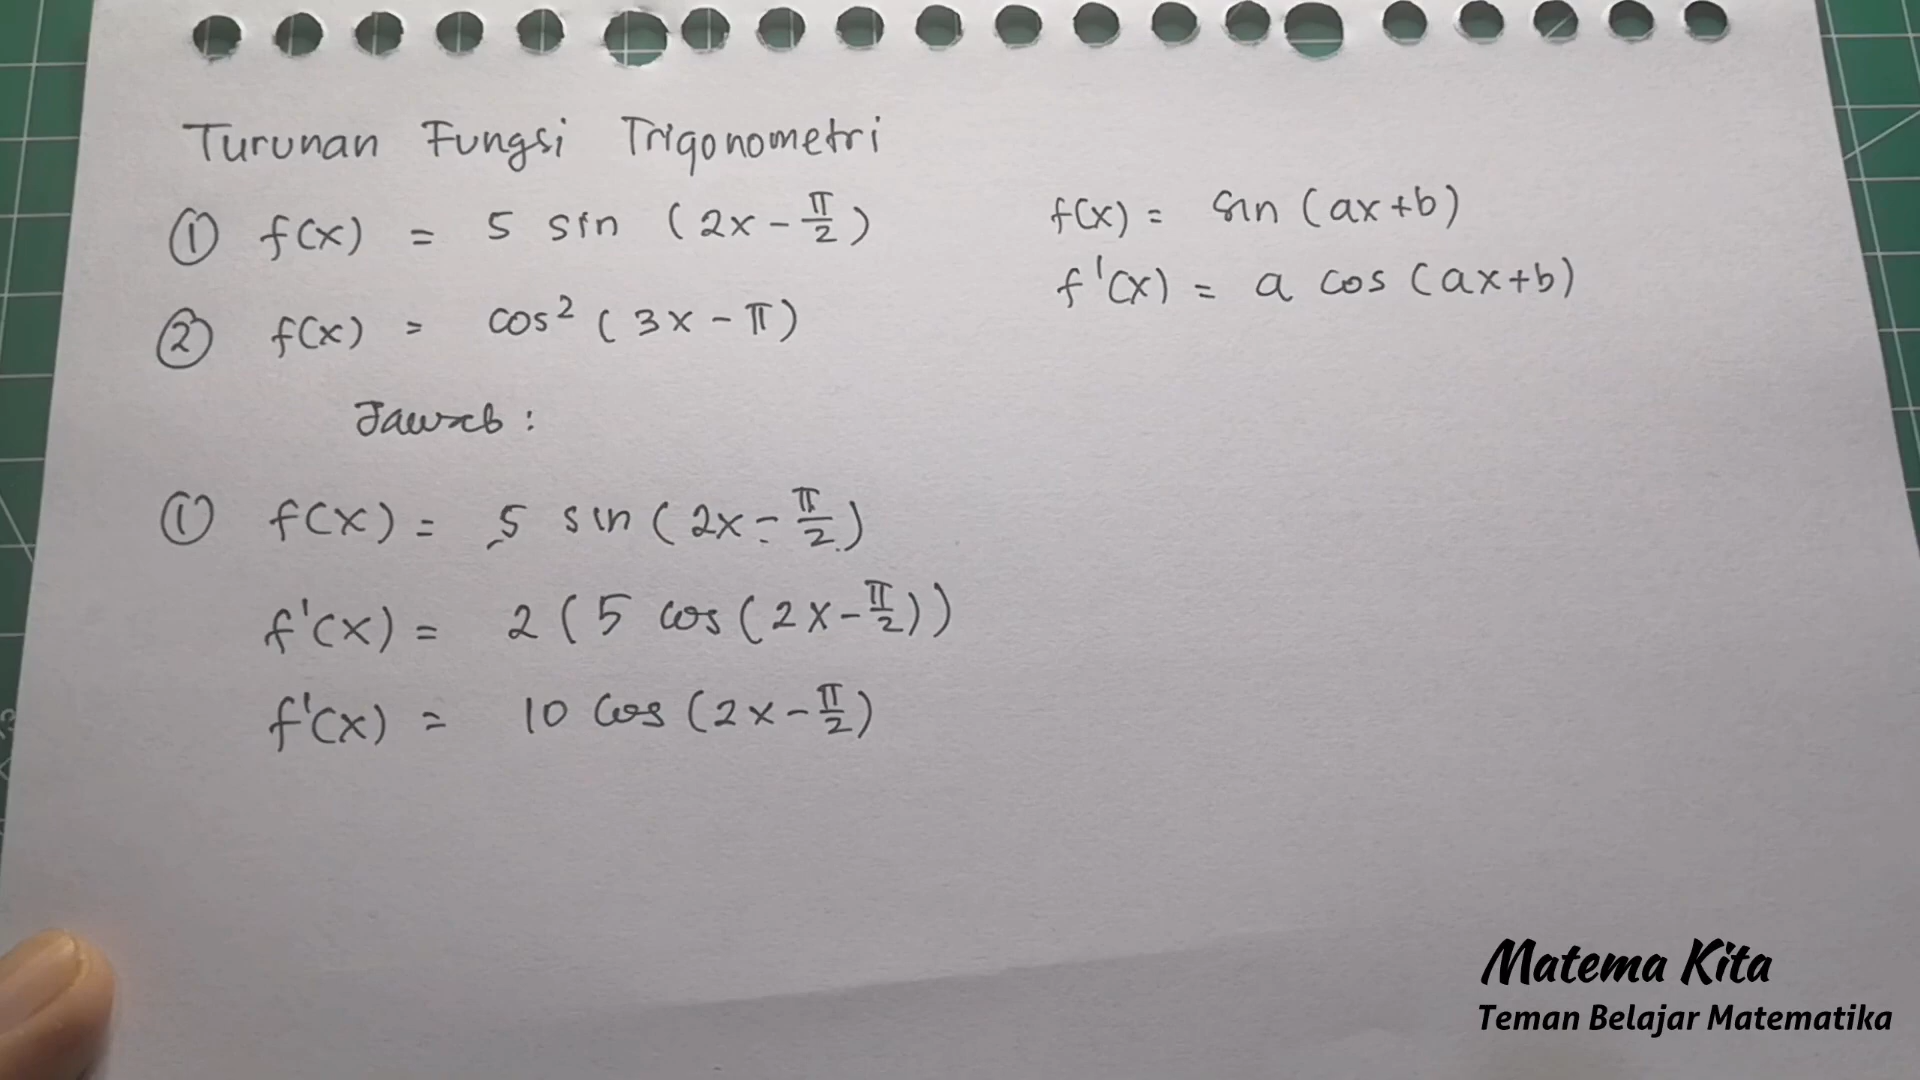 Turunan Fungsi Trigonometri
① f(x) = 5 sin (2x - π/2)
② f(x) = cos² (3x - π)
f(x) = sin (ax+b)
f'(x) = a cos (ax+b)
Jawab :
① f(x) = 5 sin (2x - π/2)
f'(x) = 2 ( 5 cos (2x - π/2))
f'(x) = 10 cos (2x - π/2)
Matema Kita
Teman Belajar Matematika